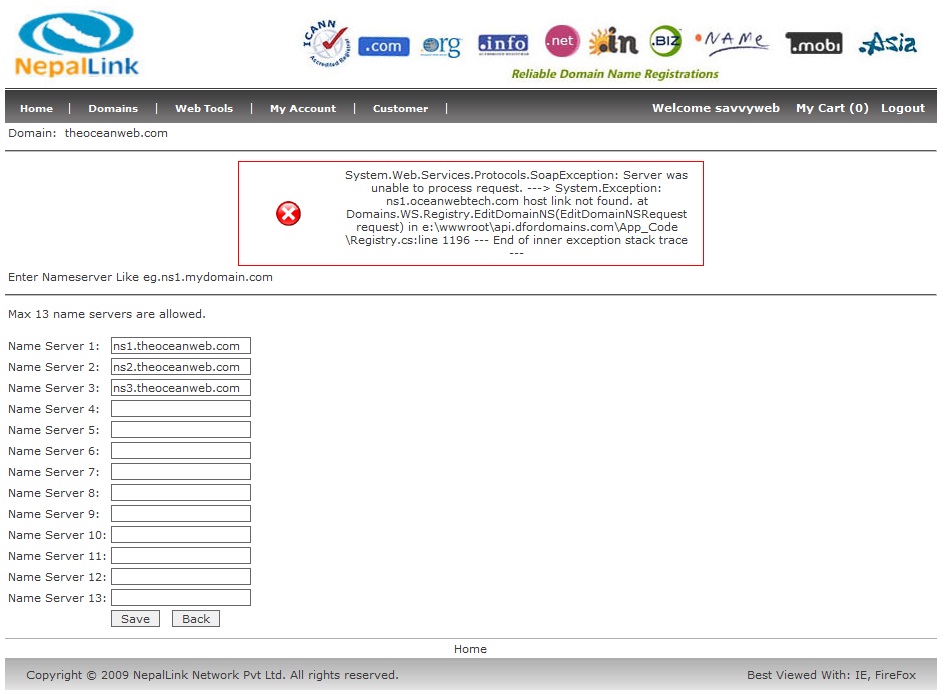 NepalLink
ICANN Accredited Registrar
.com
org
.info
.net
.in
.BIZ
NAME
.mobi
.Asia
Reliable Domain Name Registrations
Home | Domains | Web Tools | My Account | Customer |
Welcome savvyweb My Cart (0) Logout
Domain: theoceanweb.com
System.Web.Services.Protocols.SoapException: Server was
unable to process request. ---> System.Exception:
ns1.oceanwebtech.com host link not found. at
Domains.WS.Registry.EditDomainNS(EditDomainNSRequest
request) in e:\wwwroot\api.dfordomains.com\App_Code
\Registry.cs:line 1196 --- End of inner exception stack trace
---
Enter Nameserver Like eg.ns1.mydomain.com
Max 13 name servers are allowed.
Name Server 1: ns1.theoceanweb.com
Name Server 2: ns2.theoceanweb.com
Name Server 3: ns3.theoceanweb.com
Name Server 4:
Name Server 5:
Name Server 6:
Name Server 7:
Name Server 8:
Name Server 9:
Name Server 10:
Name Server 11:
Name Server 12:
Name Server 13:
Save Back
Home
Copyright © 2009 NepalLink Network Pvt Ltd. All rights reserved.
Best Viewed With: IE, FireFox